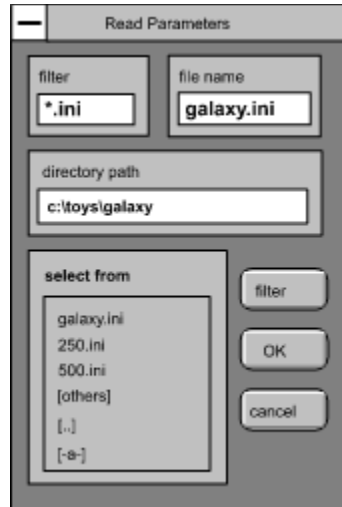 Read Parameters
filter
*.ini
file name
galaxy.ini
directory path
c:\toys\galaxy
select from
galaxy.ini
250.ini
500.ini
[others]
[..]
[-a-]
filter
OK
cancel